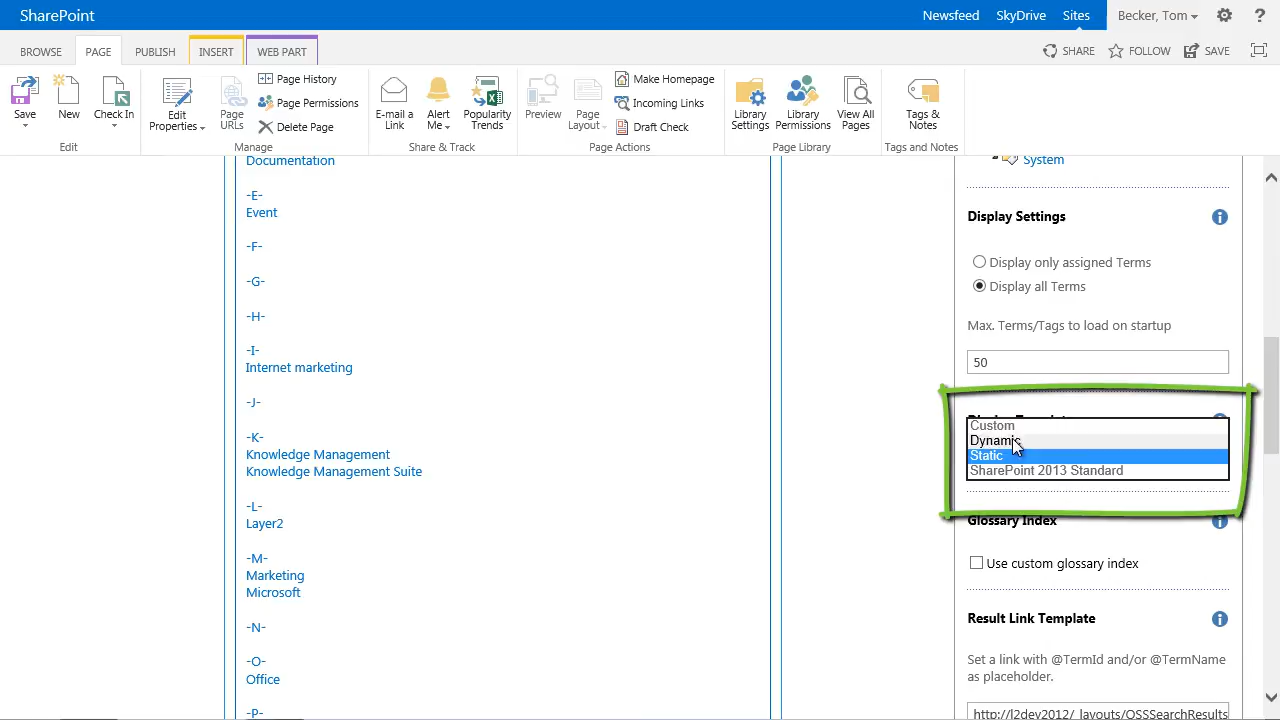 SharePoint
Newsfeed SkyDrive Sites Becker, Tom ?
BROWSE PAGE PUBLISH INSERT WEB PART
SHARE FOLLOW SAVE
Save
New
Check In
Edit
Edit
Properties
Page
URLs
Page History
Page Permissions
Delete Page
Manage
E-mail a
Link
Alert
Me
Popularity
Trends
Share & Track
Preview
Page
Layout
Make Homepage
Incoming Links
Draft Check
Page Actions
Library
Settings
Library
Permissions
View All
Pages
Page Library
Tags &
Notes
Tags and Notes
Documentation
-E-
Event
-F-
-G-
-H-
-I-
Internet marketing
-J-
-K-
Knowledge Management
Knowledge Management Suite
-L-
Layer2
-M-
Marketing
Microsoft
-N-
-O-
Office
-P-
System
Display Settings
Display only assigned Terms
Display all Terms
Max. Terms/Tags to load on startup
50
Display Template
Custom
Dynamic
Static
SharePoint 2013 Standard
Glossary Index
Use custom glossary index
Result Link Template
Set a link with @TermId and/or @TermName
as placeholder.
http://l2dev2012/_layouts/OSSSearchResults